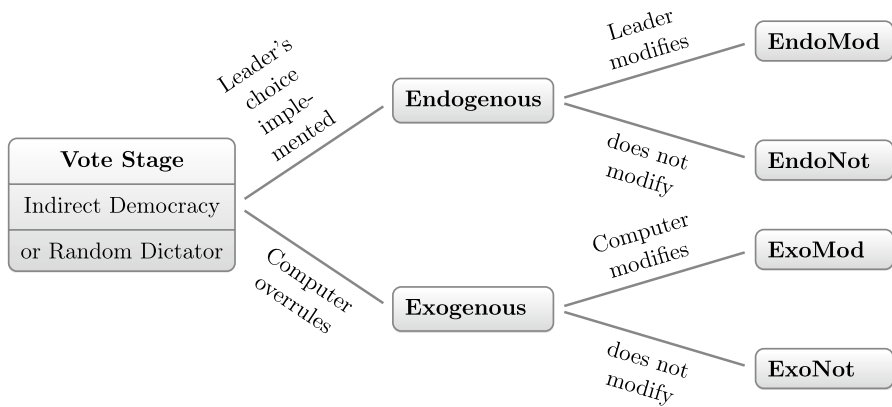 Vote Stage
Indirect Democracy
or Random Dictator
Leader's
choice
imple-
mented
Computer
overrules
Endogenous
Exogenous
Leader
modifies
does not
modify
Computer
modifies
does not
modify
EndoMod
EndoNot
ExoMod
ExoNot